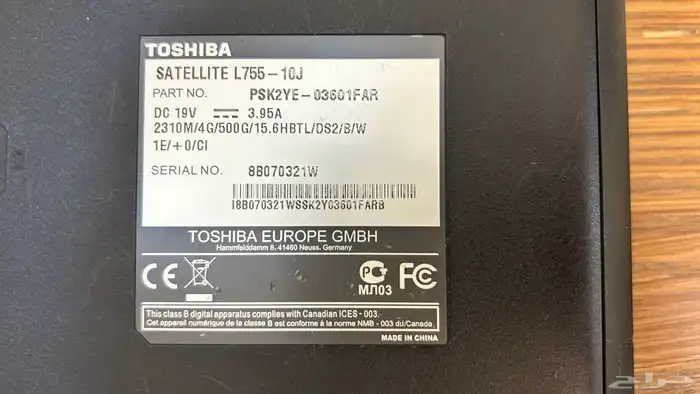 TOSHIBA
SATELLITE L755-10J
PART NO. PSK2YE-03601FAR
DC 19V 3.95A
2310M/4G/500G/15.6HBTL/DS2/B/W
1E/+0/CI
SERIAL NO. 8B070321W
I8B070321WSSK2Y03601FARB
TOSHIBA EUROPE GMBH
Hammfelddamm 8, 41460 Neuss, Germany
CE
МЛ03
FC
This class B digital apparatus complies with Canadian ICES - 003.
Cet appareil numérique de la classe B est conforme à la norme NMB - 003 du Canada.
MADE IN CHINA
حراج